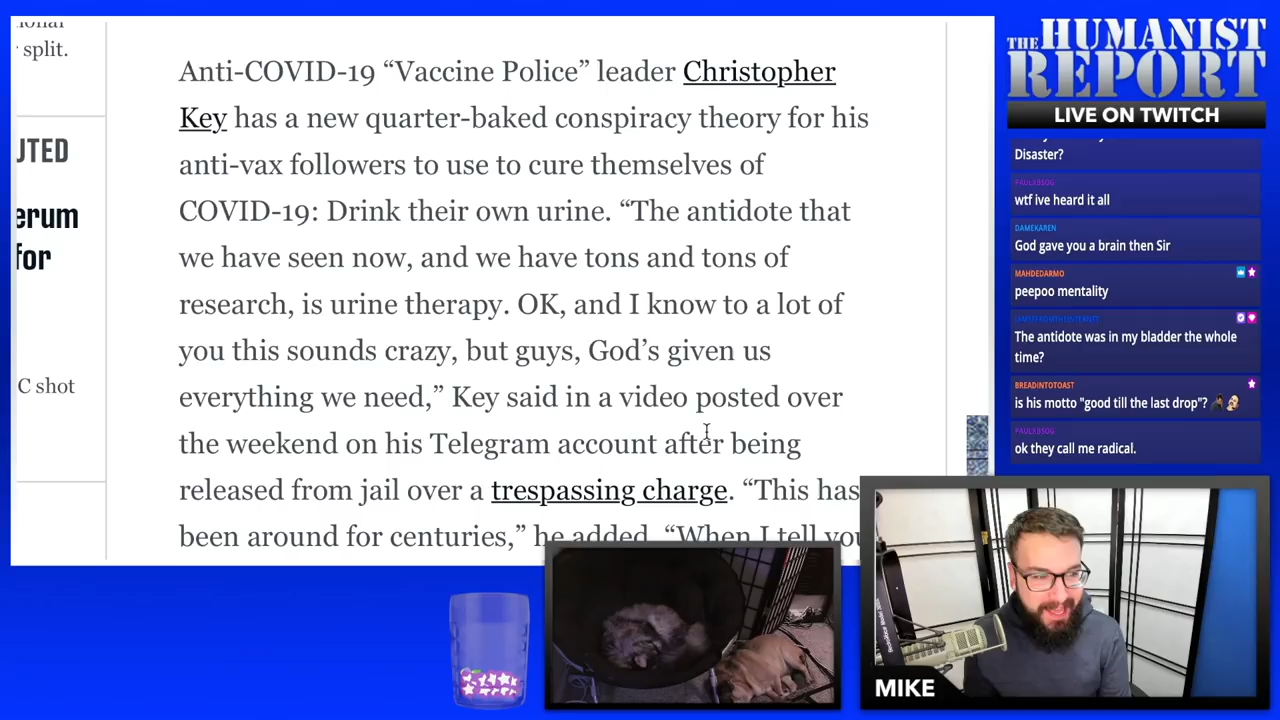 split.
UTED
erum
for
C shot
Anti-COVID-19 “Vaccine Police” leader Christopher
Key has a new quarter-baked conspiracy theory for his
anti-vax followers to use to cure themselves of
COVID-19: Drink their own urine. “The antidote that
we have seen now, and we have tons and tons of
research, is urine therapy. OK, and I know to a lot of
you this sounds crazy, but guys, God’s given us
everything we need,” Key said in a video posted over
the weekend on his Telegram account after being
released from jail over a trespassing charge. “This has
been around for centuries,” he added. “When I tell you
THE HUMANIST
REPORT
LIVE ON TWITCH
Disaster?
wtf ive heard it all
DAMEKAREN
God gave you a brain then Sir
MAHDEDARMO
peepoo mentality
The antidote was in my bladder the whole
time?
BREADINTOTOAST
is his motto "good till the last drop"?
ok they call me radical.
MIKE